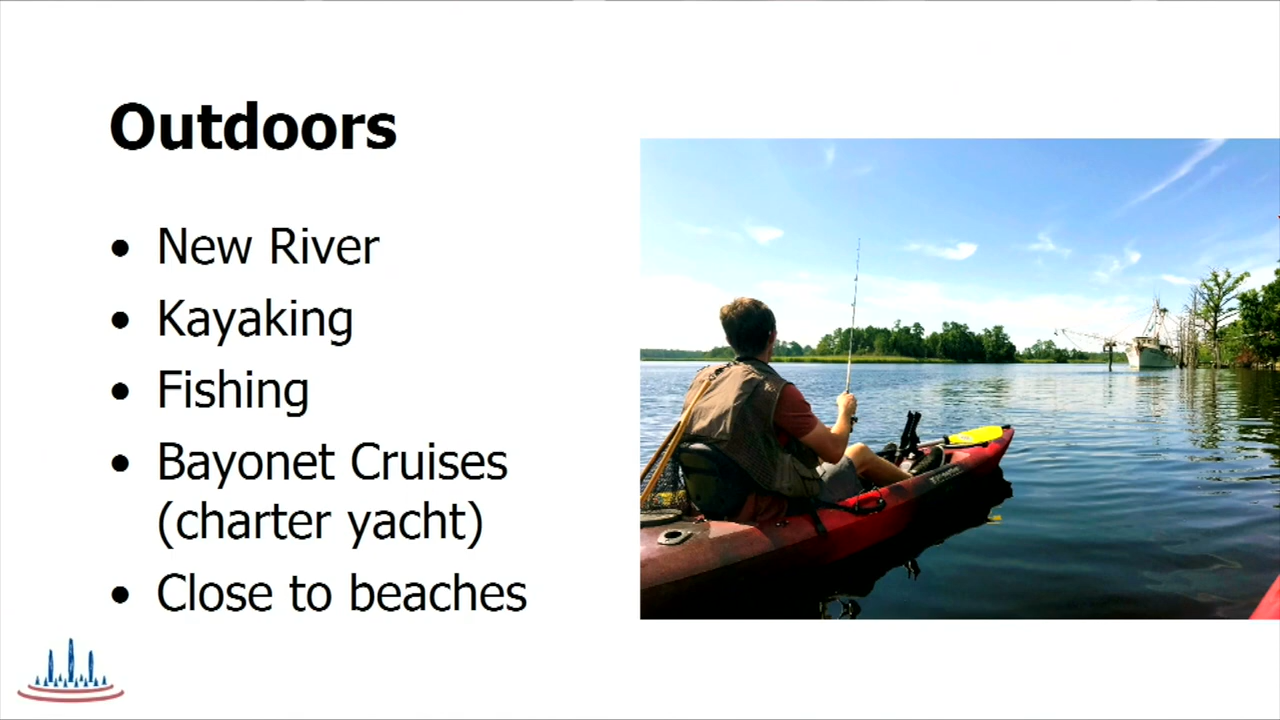 Outdoors
• New River
• Kayaking
• Fishing
• Bayonet Cruises
(charter yacht)
• Close to beaches